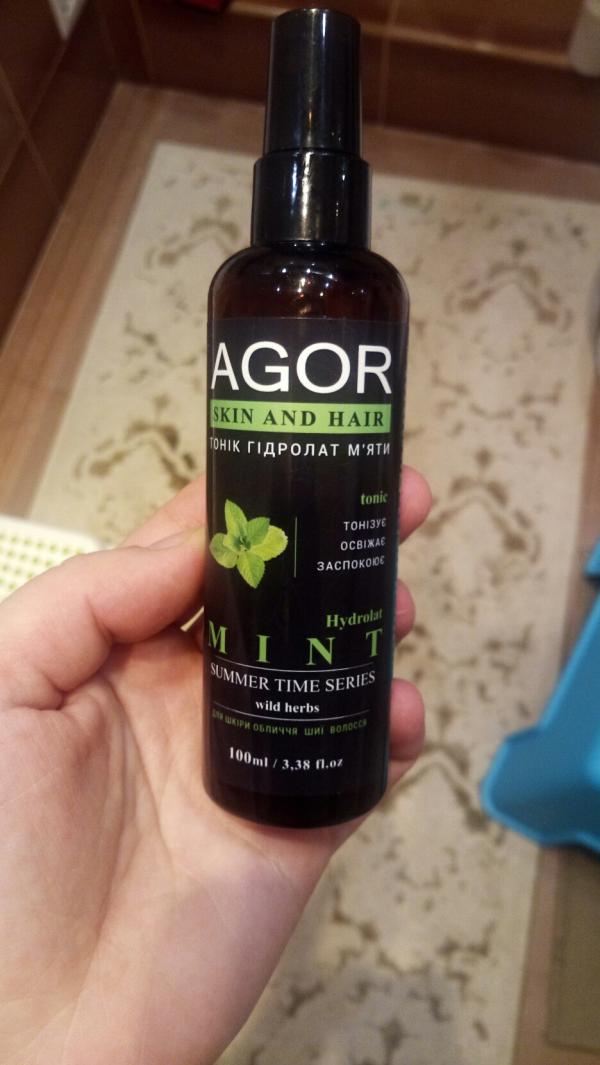 AGOR
SKIN AND HAIR
ТОНІК ГІДРОЛАТ М'ЯТИ
tonic
ТОНІЗУЄ
ОСВІЖАЄ
ЗАСПОКОЮЄ
Hydrolat
MINT
SUMMER TIME SERIES
wild herbs
ДЛЯ ШКІРИ ОБЛИЧЧЯ ШИЇ ВОЛОССЯ
100ml / 3,38 fl.oz